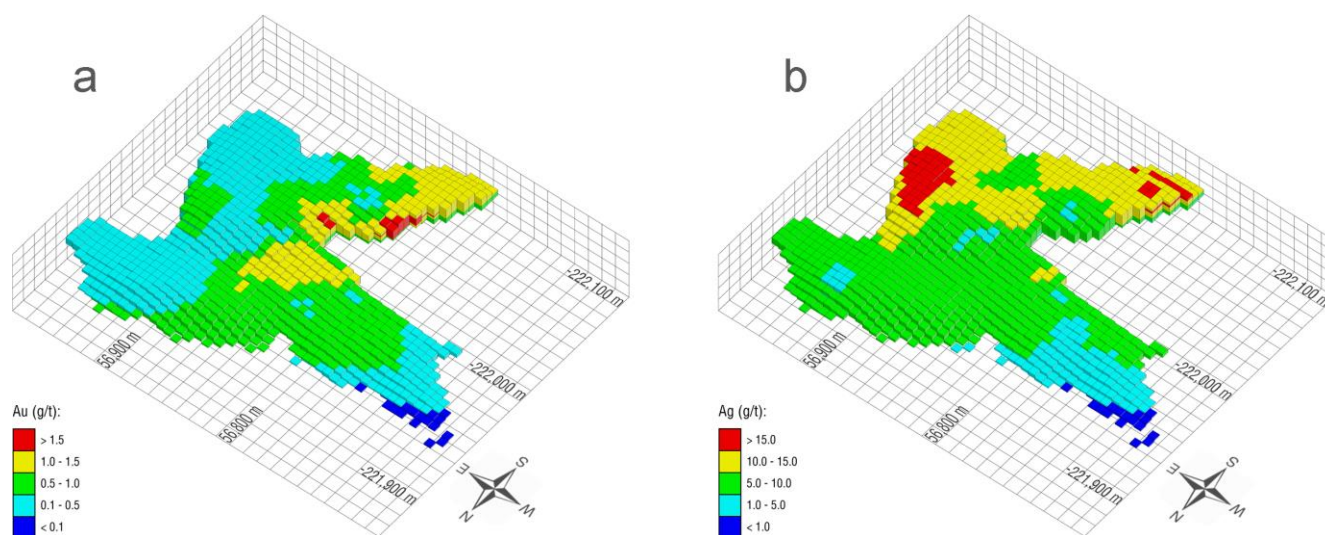 a
-222,100 m
56,900 m
-222,000 m
56,800 m
-221,900 m
Au (g/t):
> 1.5
1.0 - 1.5
0.5 - 1.0
0.1 - 0.5
< 0.1
E
S
N
W
b
-222,100 m
56,900 m
-222,000 m
56,800 m
-221,900 m
Ag (g/t):
> 15.0
10.0 - 15.0
5.0 - 10.0
1.0 - 5.0
< 1.0
E
S
N
W